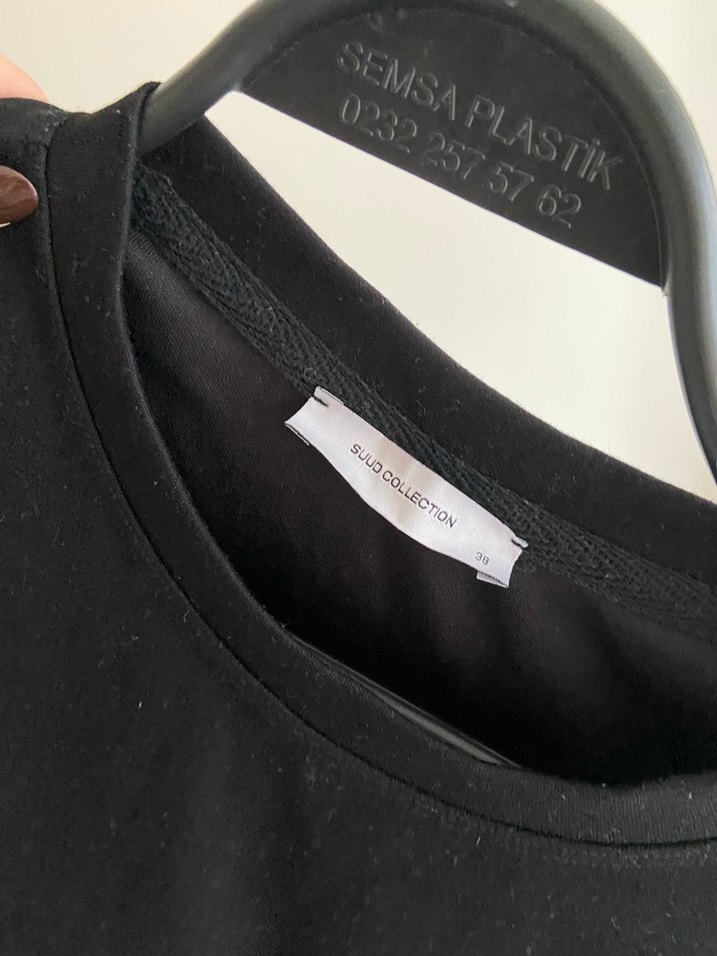 SEMSA PLASTİK
0232 257 57 62
SUUD COLLECTION
38